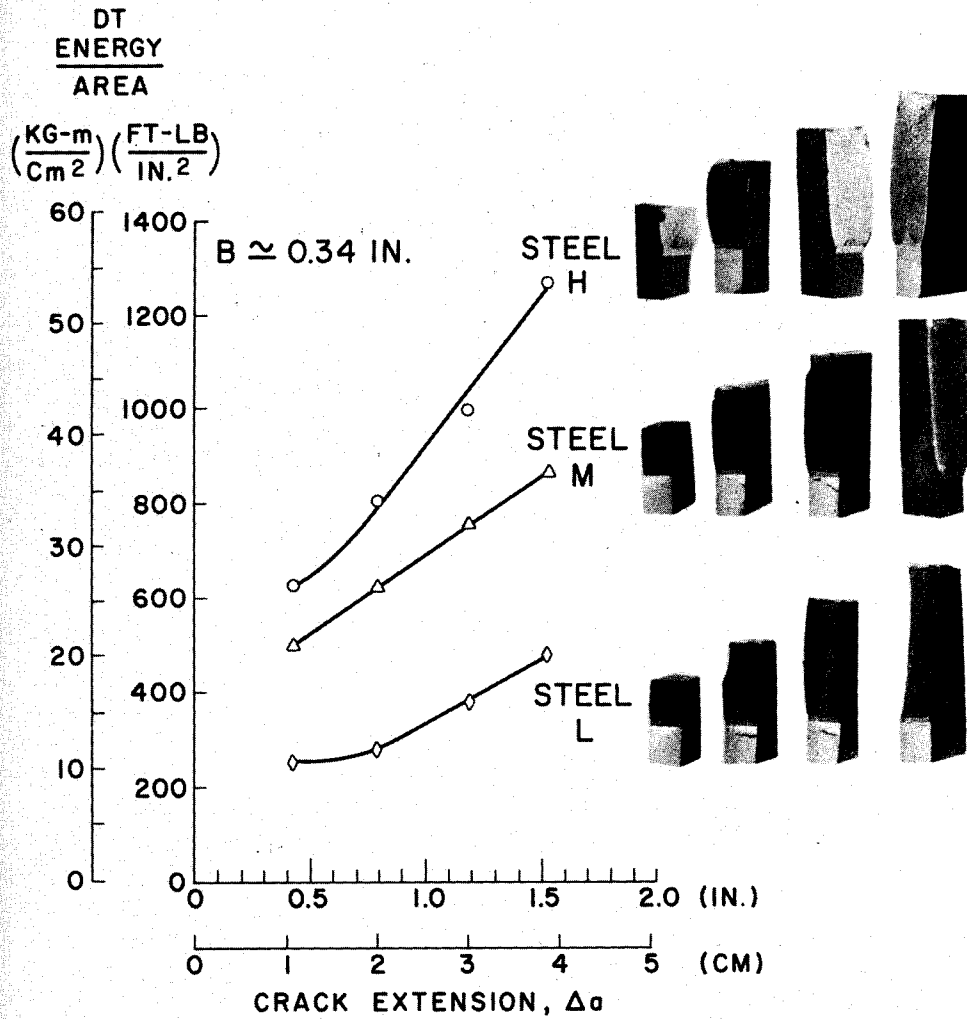 DT
ENERGY
AREA
(KG-m/Cm²) (FT-LB/IN.²)
60
50
40
30
20
10
0
1400
1200
1000
800
600
400
200
0
B ≃ 0.34 IN.
STEEL
H
STEEL
M
STEEL
L
0 0.5 1.0 1.5 2.0 (IN.)
0 1 2 3 4 5 (CM)
CRACK EXTENSION, Δa